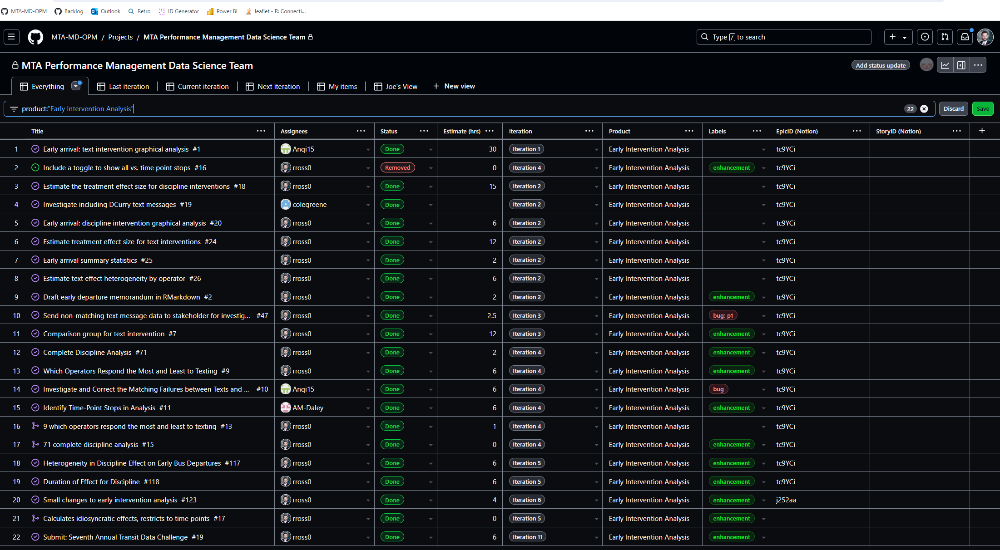 MTA-MD-OPM Backlog Outlook Retro ID Generator Power BI leaflet - R: Connecti...
MTA-MD-OPM / Projects / MTA Performance Management Data Science Team Type / to search
MTA Performance Management Data Science Team Add status update
Everything Last iteration Current iteration Next iteration My items Joe's View + New view
product:"Early Intervention Analysis" 22 Discard Save
Title Assignees Status Estimate (hrs) Iteration Product Labels EpicID (Notion) StoryID (Notion)
1 Early arrival: text intervention graphical analysis #1 Anqi15 Done 30 Iteration 1 Early Intervention Analysis tc9YCi
2 Include a toggle to show all vs. time point stops #16 rross0 Removed 0 Iteration 4 Early Intervention Analysis enhancement tc9YCi
3 Estimate the treatment effect size for discipline interventions #18 rross0 Done 15 Iteration 2 Early Intervention Analysis tc9YCi
4 Investigate including DCurry text messages #19 colegreene Done Iteration 2 Early Intervention Analysis tc9YCi
5 Early arrival: discipline intervention graphical analysis #20 rross0 Done 6 Iteration 2 Early Intervention Analysis tc9YCi
6 Estimate treatment effect size for text interventions #24 rross0 Done 12 Iteration 2 Early Intervention Analysis tc9YCi
7 Early arrival summary statistics #25 rross0 Done 2 Iteration 2 Early Intervention Analysis tc9YCi
8 Estimate text effect heterogeneity by operator #26 rross0 Done 6 Iteration 2 Early Intervention Analysis tc9YCi
9 Draft early departure memorandum in RMarkdown #2 rross0 Done 2 Iteration 2 Early Intervention Analysis enhancement tc9YCi
10 Send non-matching text message data to stakeholder for investig... #47 rross0 Done 2.5 Iteration 3 Early Intervention Analysis bug: p1 tc9YCi
11 Comparison group for text intervention #7 rross0 Done 12 Iteration 3 Early Intervention Analysis enhancement tc9YCi
12 Complete Discipline Analysis #71 rross0 Done 2 Iteration 4 Early Intervention Analysis enhancement tc9YCi
13 Which Operators Respond the Most and Least to Texting #9 rross0 Done 6 Iteration 4 Early Intervention Analysis enhancement tc9YCi
14 Investigate and Correct the Matching Failures between Texts and ... #10 Anqi15 Done 6 Iteration 4 Early Intervention Analysis bug tc9YCi
15 Identify Time-Point Stops in Analysis #11 AM-Daley Done 6 Iteration 4 Early Intervention Analysis enhancement tc9YCi
16 9 which operators respond the most and least to texting #13 rross0 Done 1 Iteration 4 Early Intervention Analysis tc9YCi
17 71 complete discipline analysis #15 rross0 Done 0 Iteration 4 Early Intervention Analysis enhancement tc9YCi
18 Heterogeneity in Discipline Effect on Early Bus Departures #117 rross0 Done 6 Iteration 5 Early Intervention Analysis enhancement tc9YCi
19 Duration of Effect for Discipline #118 rross0 Done 6 Iteration 5 Early Intervention Analysis enhancement tc9YCi
20 Small changes to early intervention analysis #123 rross0 Done 4 Iteration 6 Early Intervention Analysis enhancement j252aa
21 Calculates idiosyncratic effects, restricts to time points #17 rross0 Done 0 Iteration 5 Early Intervention Analysis enhancement
22 Submit: Seventh Annual Transit Data Challenge #19 rross0 Done 6 Iteration 11 Early Intervention Analysis enhancement